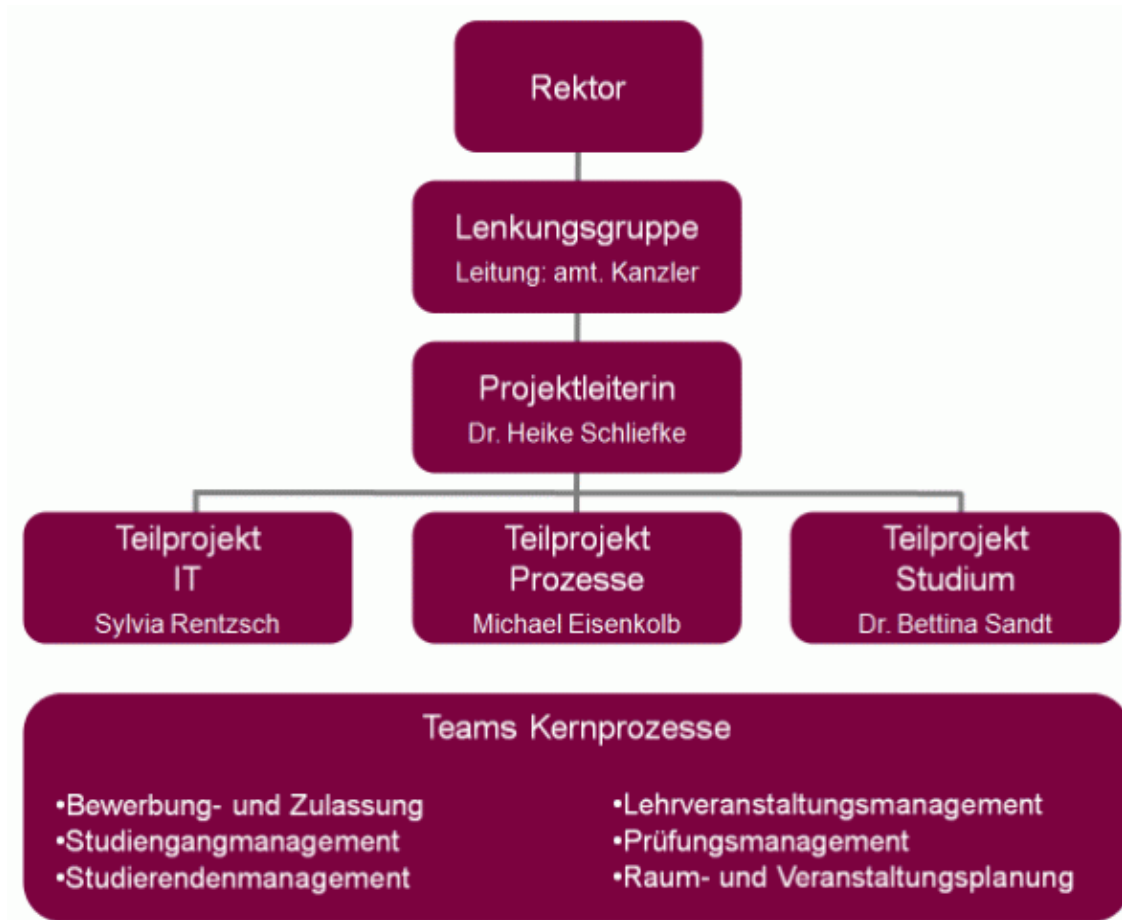 Rektor
Lenkungsgruppe
Leitung: amt. Kanzler
Projektleiterin
Dr. Heike Schliefke
Teilprojekt
IT
Sylvia Rentzsch
Teilprojekt
Prozesse
Michael Eisenkolb
Teilprojekt
Studium
Dr. Bettina Sandt
Teams Kernprozesse
•Bewerbung- und Zulassung
•Studiengangmanagement
•Studierendenmanagement
•Lehrveranstaltungsmanagement
•Prüfungsmanagement
•Raum- und Veranstaltungsplanung